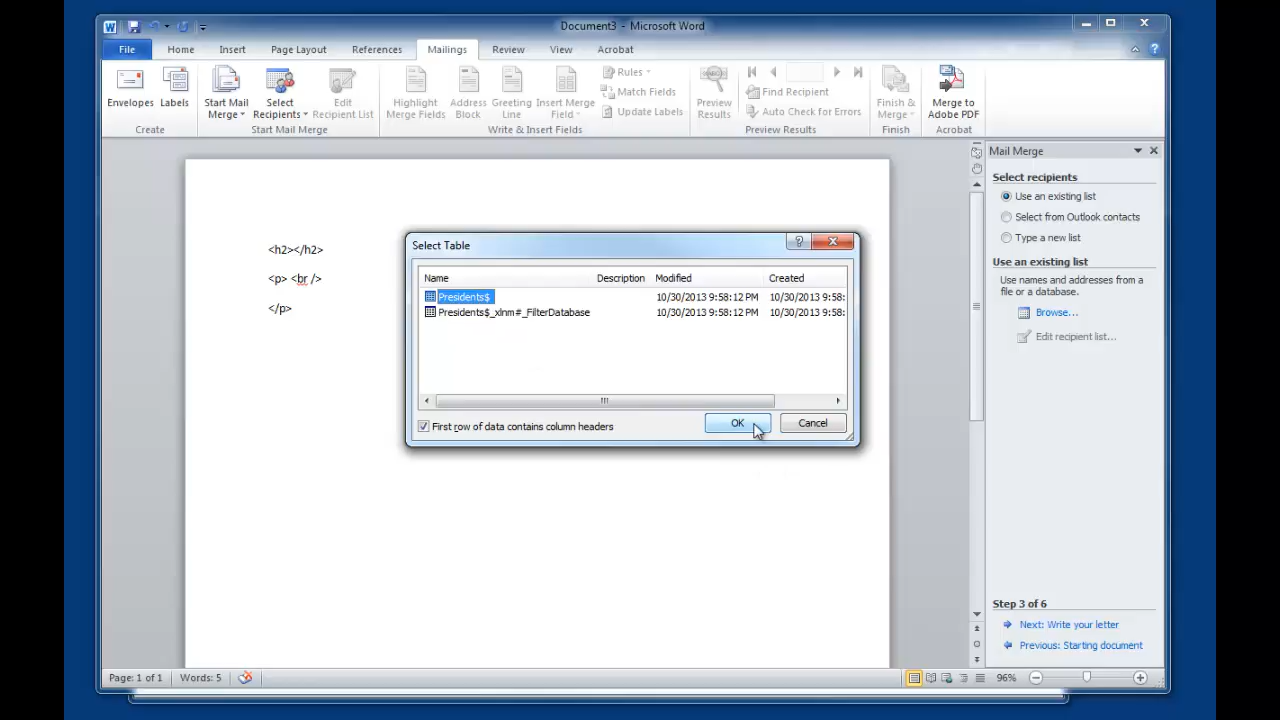 Document3 - Microsoft Word
File Home Insert Page Layout References Mailings Review View Acrobat
Envelopes
Labels
Create
Start Mail Merge
Select Recipients
Edit Recipient List
Start Mail Merge
Highlight Merge Fields
Address Block
Greeting Line
Insert Merge Field
Rules
Match Fields
Update Labels
Write & Insert Fields
Preview Results
Find Recipient
Auto Check for Errors
Preview Results
Finish & Merge
Finish
Merge to Adobe PDF
Acrobat
<h2></h2>
<p> <br />
</p>
Select Table
Name Description Modified Created
Presidents$ 10/30/2013 9:58:12 PM 10/30/2013 9:58:
Presidents$_xlnm#_FilterDatabase 10/30/2013 9:58:12 PM 10/30/2013 9:58:
First row of data contains column headers
OK Cancel
Mail Merge
Select recipients
Use an existing list
Select from Outlook contacts
Type a new list
Use an existing list
Use names and addresses from a
file or a database.
Browse...
Edit recipient list...
Step 3 of 6
Next: Write your letter
Previous: Starting document
Page: 1 of 1 Words: 5 96%